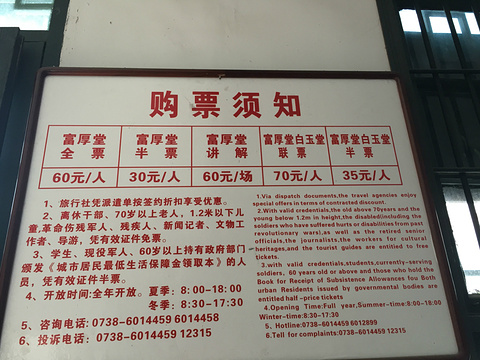 购票须知
富厚堂 富厚堂 富厚堂 富厚堂白玉堂 富厚堂白玉堂
全票 半票 讲解 联票 半票
60元/人 30元/人 60元/场 70元/人 35元/人
1、旅行社凭派遣单按签约折扣享受优惠。
2、离休干部、70岁以上老人，1.2米以下儿
童,革命伤残军人、残疾人、新闻记者、文物工
作者、导游，凭有效证件免票。
3、学生、现役军人、60岁以上持有政府部门
颁发《城市居民最低生活保障金领取本》的人
员，凭有效证件半票。
4、开放时间:全年开放。夏季：8:00-18:00
冬季：8:30-17:30
5、咨询电话:0738-6014459 6014458
6、投诉电话：0738-6014459 12315
1.Via dispatch documents,the travel agencies enjoy
special offers in terms of contracted discount.
2.With valid credentials,the old above 70years and the
young below 1.2m in height,the disabled(including the
soldiers who have suffered hurts or disabilities from past
revolutionery wars),as well as the retired senior
officials,the journalists,the workers for cultural
heritages,and the tourist guides are entitled to free
tickets.
3.with valid credentials,students,currently-serving
soldiers, 60 years old or above and those who hold the
Book for Receipt of Subsistence Allowances fou Both
urban Residents issued by governmental bodies are
entitled half-price tickets
4.Opening Time:Full year,Summer-time:8:00-18:00
Winter-time:8:30-17:30
5. Hotline:0738-6014459 6012899
6.Tell for complaints:0738-6014459 12315